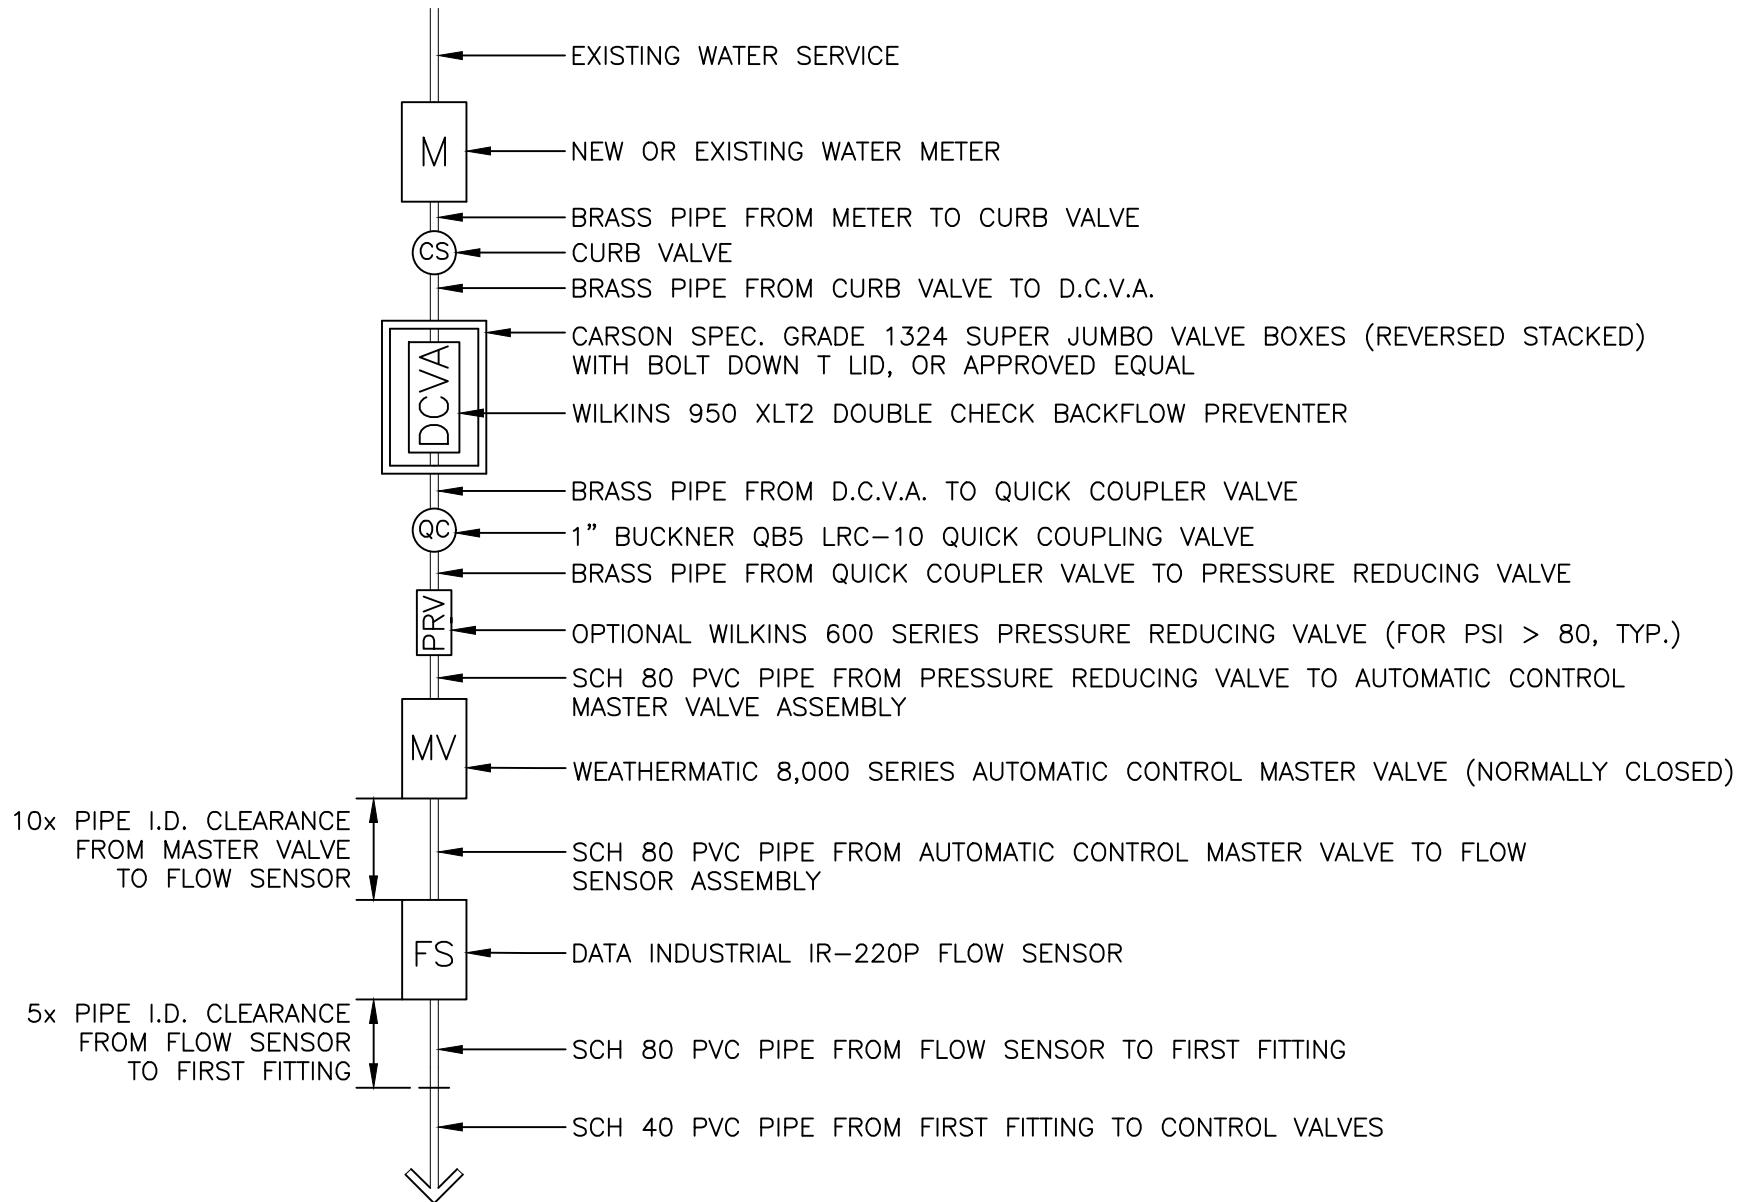 EXISTING WATER SERVICE
M
NEW OR EXISTING WATER METER
BRASS PIPE FROM METER TO CURB VALVE
CS
CURB VALVE
BRASS PIPE FROM CURB VALVE TO D.C.V.A.
CARSON SPEC. GRADE 1324 SUPER JUMBO VALVE BOXES (REVERSED STACKED)
WITH BOLT DOWN T LID, OR APPROVED EQUAL
DCVA
WILKINS 950 XLT2 DOUBLE CHECK BACKFLOW PREVENTER
BRASS PIPE FROM D.C.V.A. TO QUICK COUPLER VALVE
QC
1" BUCKNER QB5 LRC-10 QUICK COUPLING VALVE
BRASS PIPE FROM QUICK COUPLER VALVE TO PRESSURE REDUCING VALVE
PRV
OPTIONAL WILKINS 600 SERIES PRESSURE REDUCING VALVE (FOR PSI > 80, TYP.)
SCH 80 PVC PIPE FROM PRESSURE REDUCING VALVE TO AUTOMATIC CONTROL
MASTER VALVE ASSEMBLY
MV
WEATHERMATIC 8,000 SERIES AUTOMATIC CONTROL MASTER VALVE (NORMALLY CLOSED)
10x PIPE I.D. CLEARANCE
FROM MASTER VALVE
TO FLOW SENSOR
SCH 80 PVC PIPE FROM AUTOMATIC CONTROL MASTER VALVE TO FLOW
SENSOR ASSEMBLY
FS
DATA INDUSTRIAL IR-220P FLOW SENSOR
5x PIPE I.D. CLEARANCE
FROM FLOW SENSOR
TO FIRST FITTING
SCH 80 PVC PIPE FROM FLOW SENSOR TO FIRST FITTING
SCH 40 PVC PIPE FROM FIRST FITTING TO CONTROL VALVES